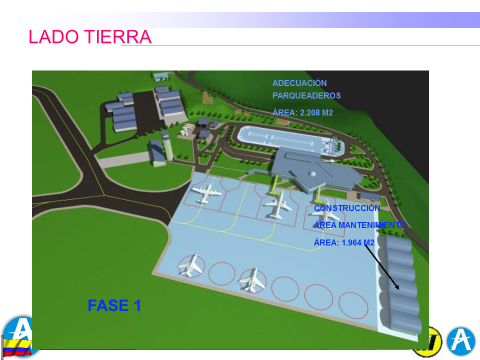 LADO TIERRA
ADECUACIÓN
PARQUEADEROS
ÁREA: 2.208 M2
CONSTRUCCIÓN
ÁREA MANTENIMIENTO
ÁREA: 1.964 M2
FASE 1